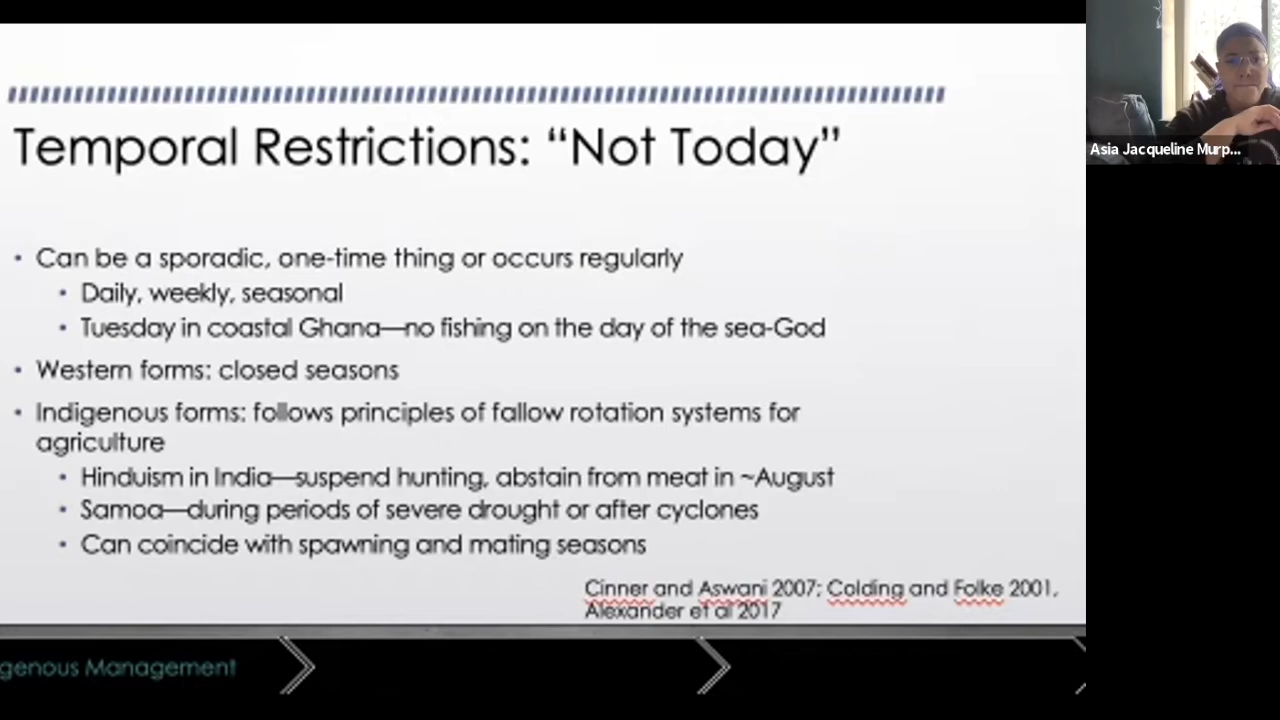 Temporal Restrictions: “Not Today”
• Can be a sporadic, one-time thing or occurs regularly
• Daily, weekly, seasonal
• Tuesday in coastal Ghana—no fishing on the day of the sea-God
• Western forms: closed seasons
• Indigenous forms: follows principles of fallow rotation systems for
agriculture
• Hinduism in India—suspend hunting, abstain from meat in ~August
• Samoa—during periods of severe drought or after cyclones
• Can coincide with spawning and mating seasons
Cinner and Aswani 2007; Colding and Folke 2001,
Alexander et al 2017
genous Management
Asia Jacqueline Murp...